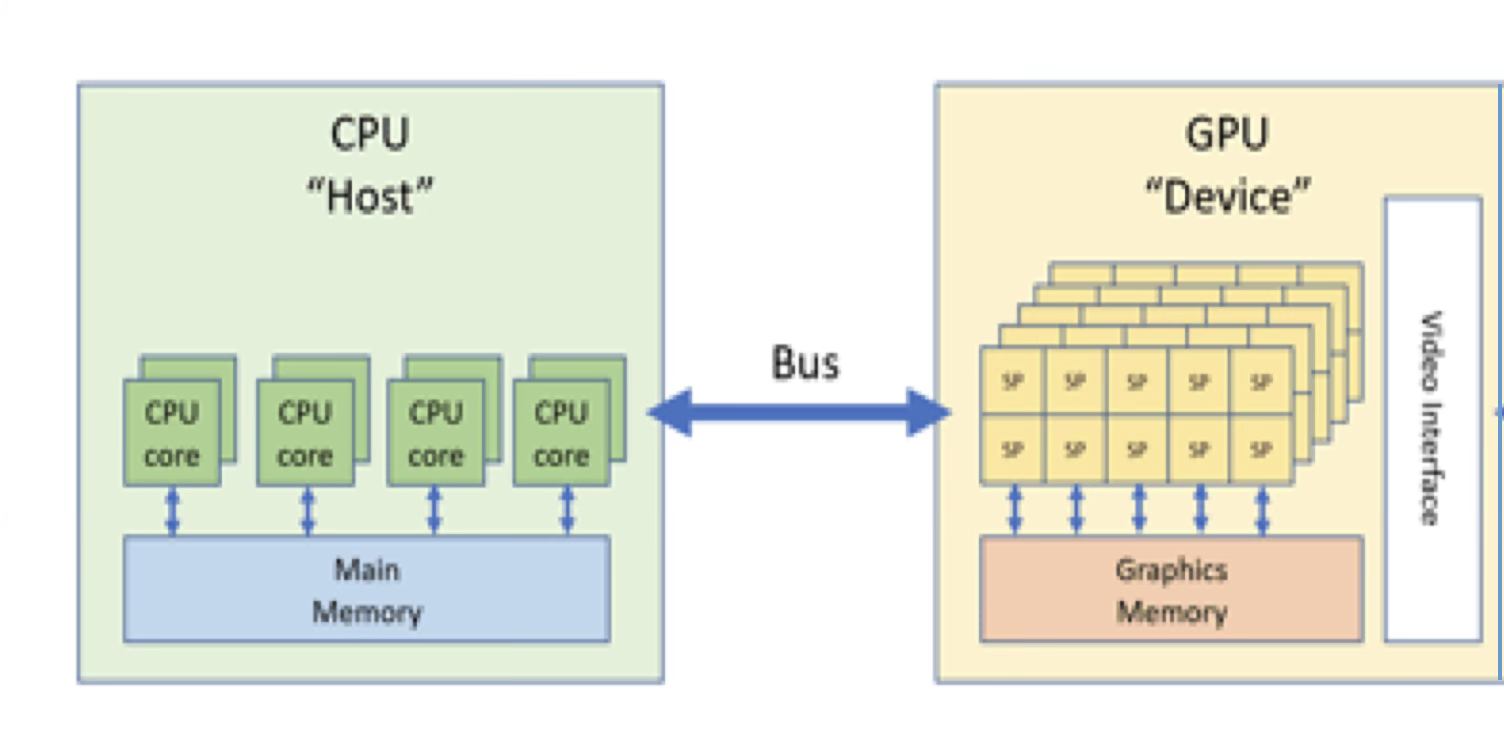 CPU
“Host”
CPU
core
CPU
core
CPU
core
CPU
core
Main
Memory
Bus
GPU
“Device”
SP SP SP SP SP
SP SP SP SP SP
Graphics
Memory
Video Interface